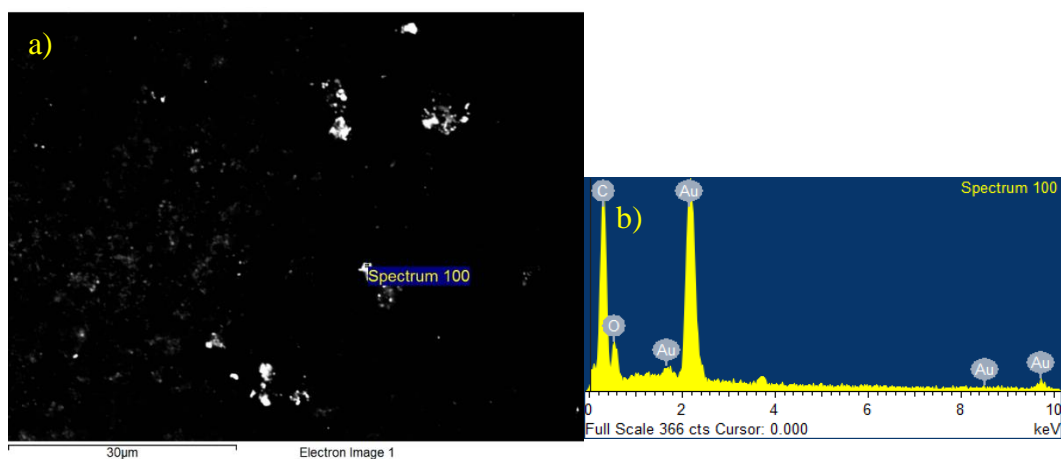 a)
Spectrum 100
30µm
Electron Image 1
C
Au
Spectrum 100
b)
O
Au
Au
Au
0 2 4 6 8 10
Full Scale 366 cts Cursor: 0.000
keV